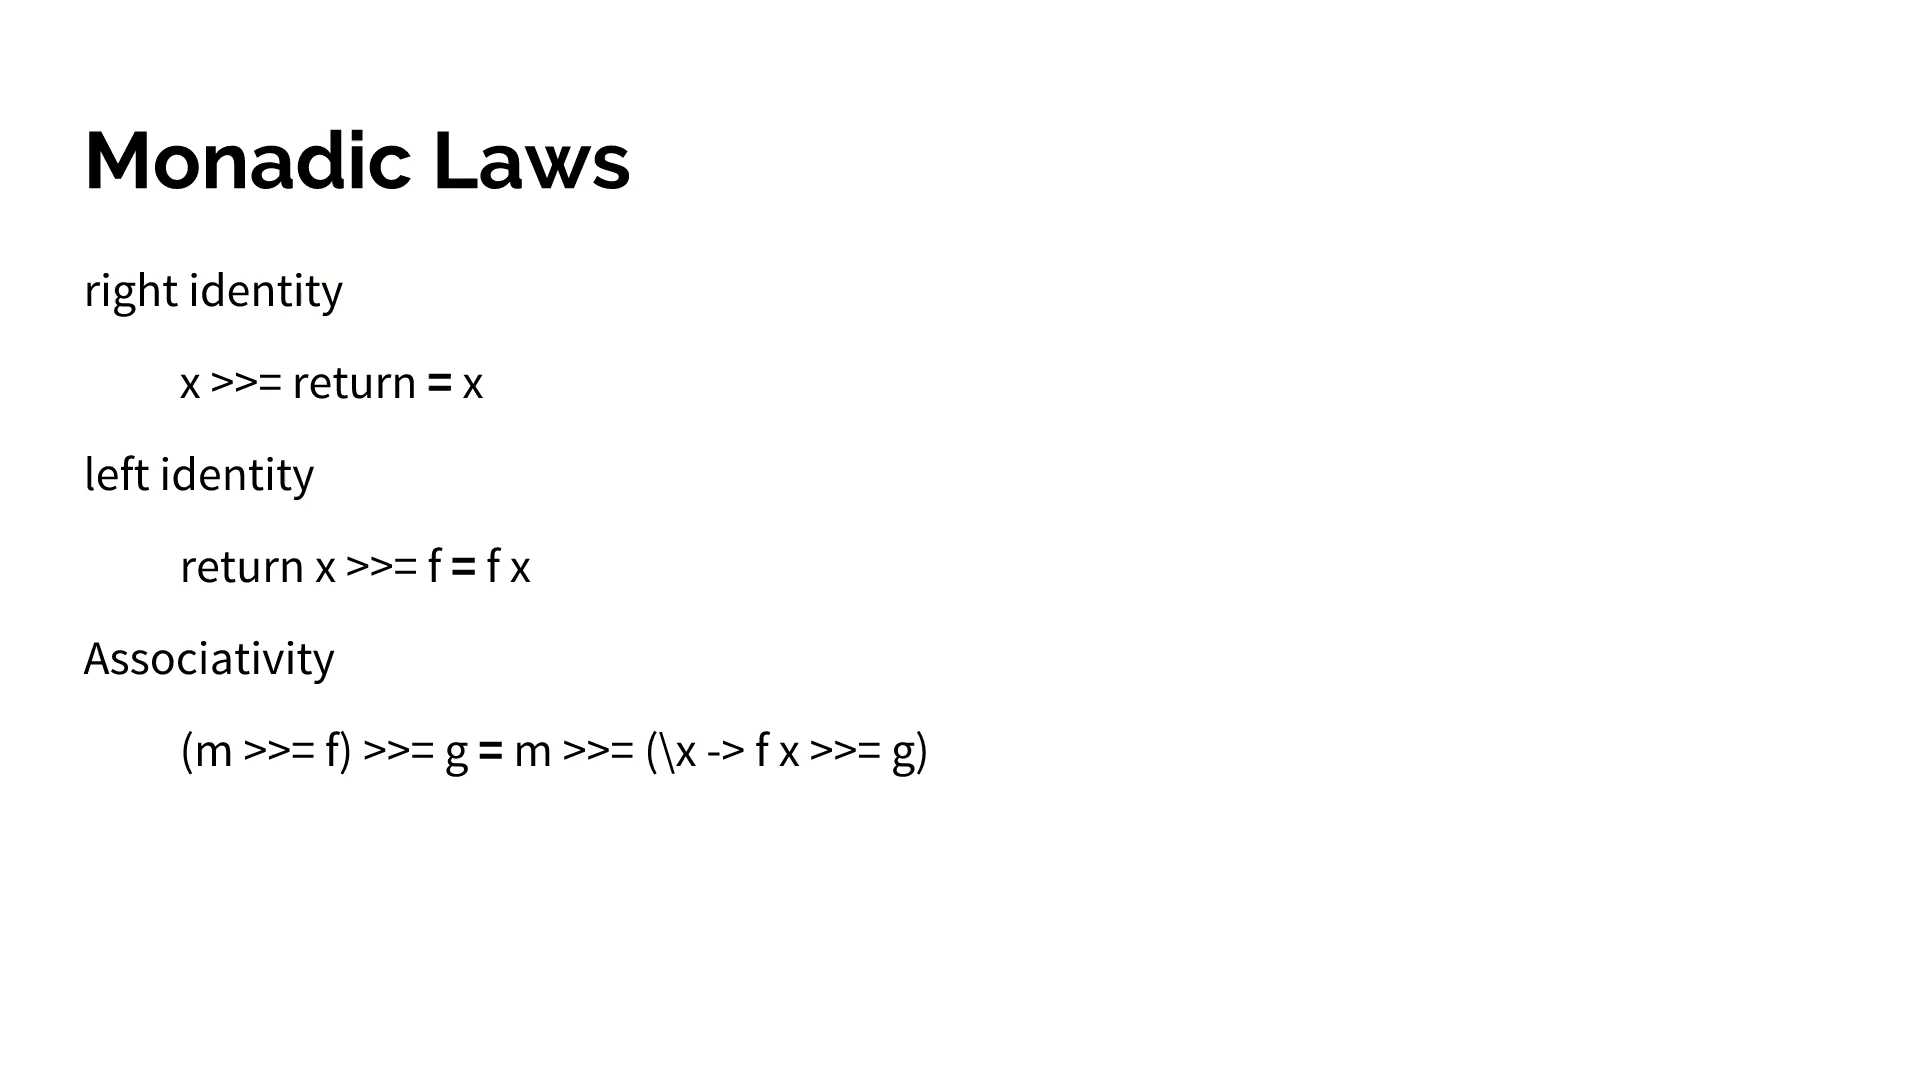 Monadic Laws
right identity
x >>= return = x
left identity
return x >>= f = f x
Associativity
(m >>= f) >>= g = m >>= (\x -> f x >>= g)